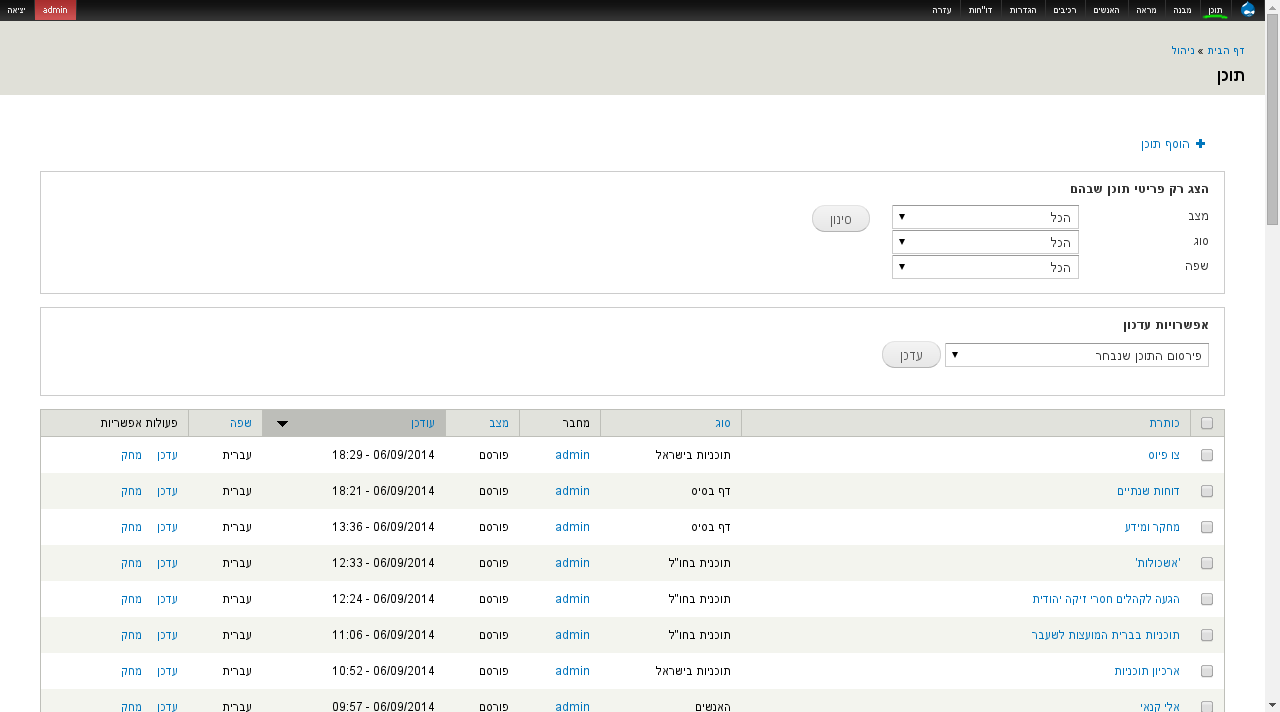 תוכן מבנה מראה האנשים רכיבים הגדרות דו"חות עזרה admin יציאה
דף הבית » ניהול
תוכן
הוסף תוכן
הצג רק פריטי תוכן שבהם
מצב הכל סינון
סוג הכל
שפה הכל
אפשרויות עדכון
פירסום התוכן שנבחר עדכן
כותרת סוג מחבר מצב עודכן שפה פעולות אפשריות
צו פיוס תוכניות בישראל admin פורסם 06/09/2014 - 18:29 עברית עדכן מחק
דוחות שנתיים דף בסיס admin פורסם 06/09/2014 - 18:21 עברית עדכן מחק
מחקר ומידע דף בסיס admin פורסם 06/09/2014 - 13:36 עברית עדכן מחק
'אשכולות' תוכנית בחו"ל admin פורסם 06/09/2014 - 12:33 עברית עדכן מחק
הגעה לקהלים חסרי זיקה יהודית תוכנית בחו"ל admin פורסם 06/09/2014 - 12:24 עברית עדכן מחק
תוכניות בברית המועצות לשעבר תוכנית בחו"ל admin פורסם 06/09/2014 - 11:06 עברית עדכן מחק
ארכיון תוכניות תוכניות בישראל admin פורסם 06/09/2014 - 10:52 עברית עדכן מחק
אלי קנאי האנשים admin פורסם 06/09/2014 - 09:57 עברית עדכן מחק